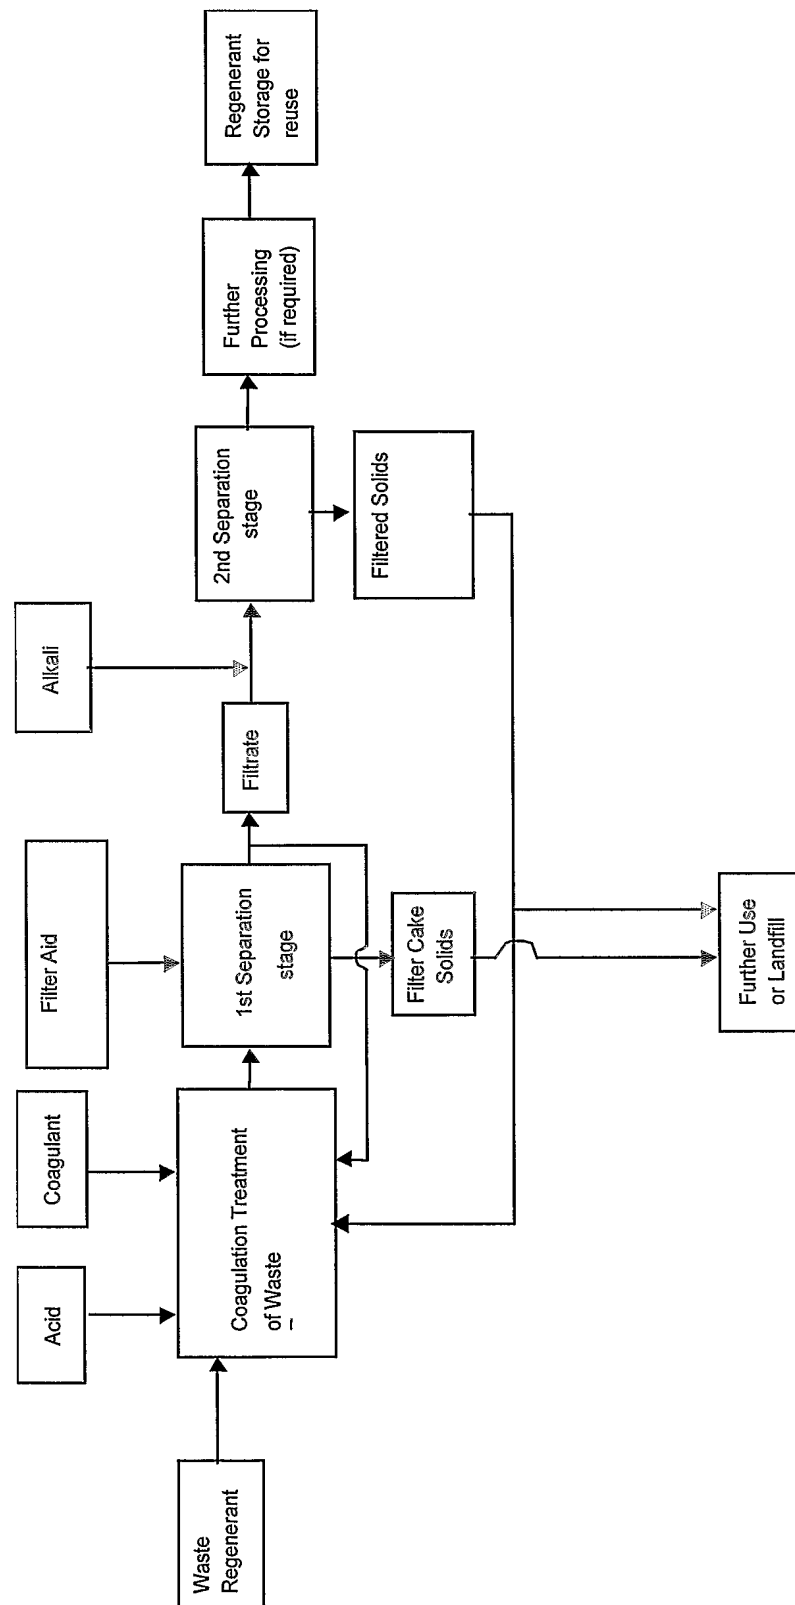 Waste
Regenerant
Acid
Coagulant
Coagulation Treatment
of Waste
Filter Aid
1st Separation
stage
Filter Cake
Solids
Filtrate
Alkali
2nd Separation
stage
Filtered Solids
Further
Processing
(if required)
Regenerant
Storage for
reuse
Further Use
or Landfill